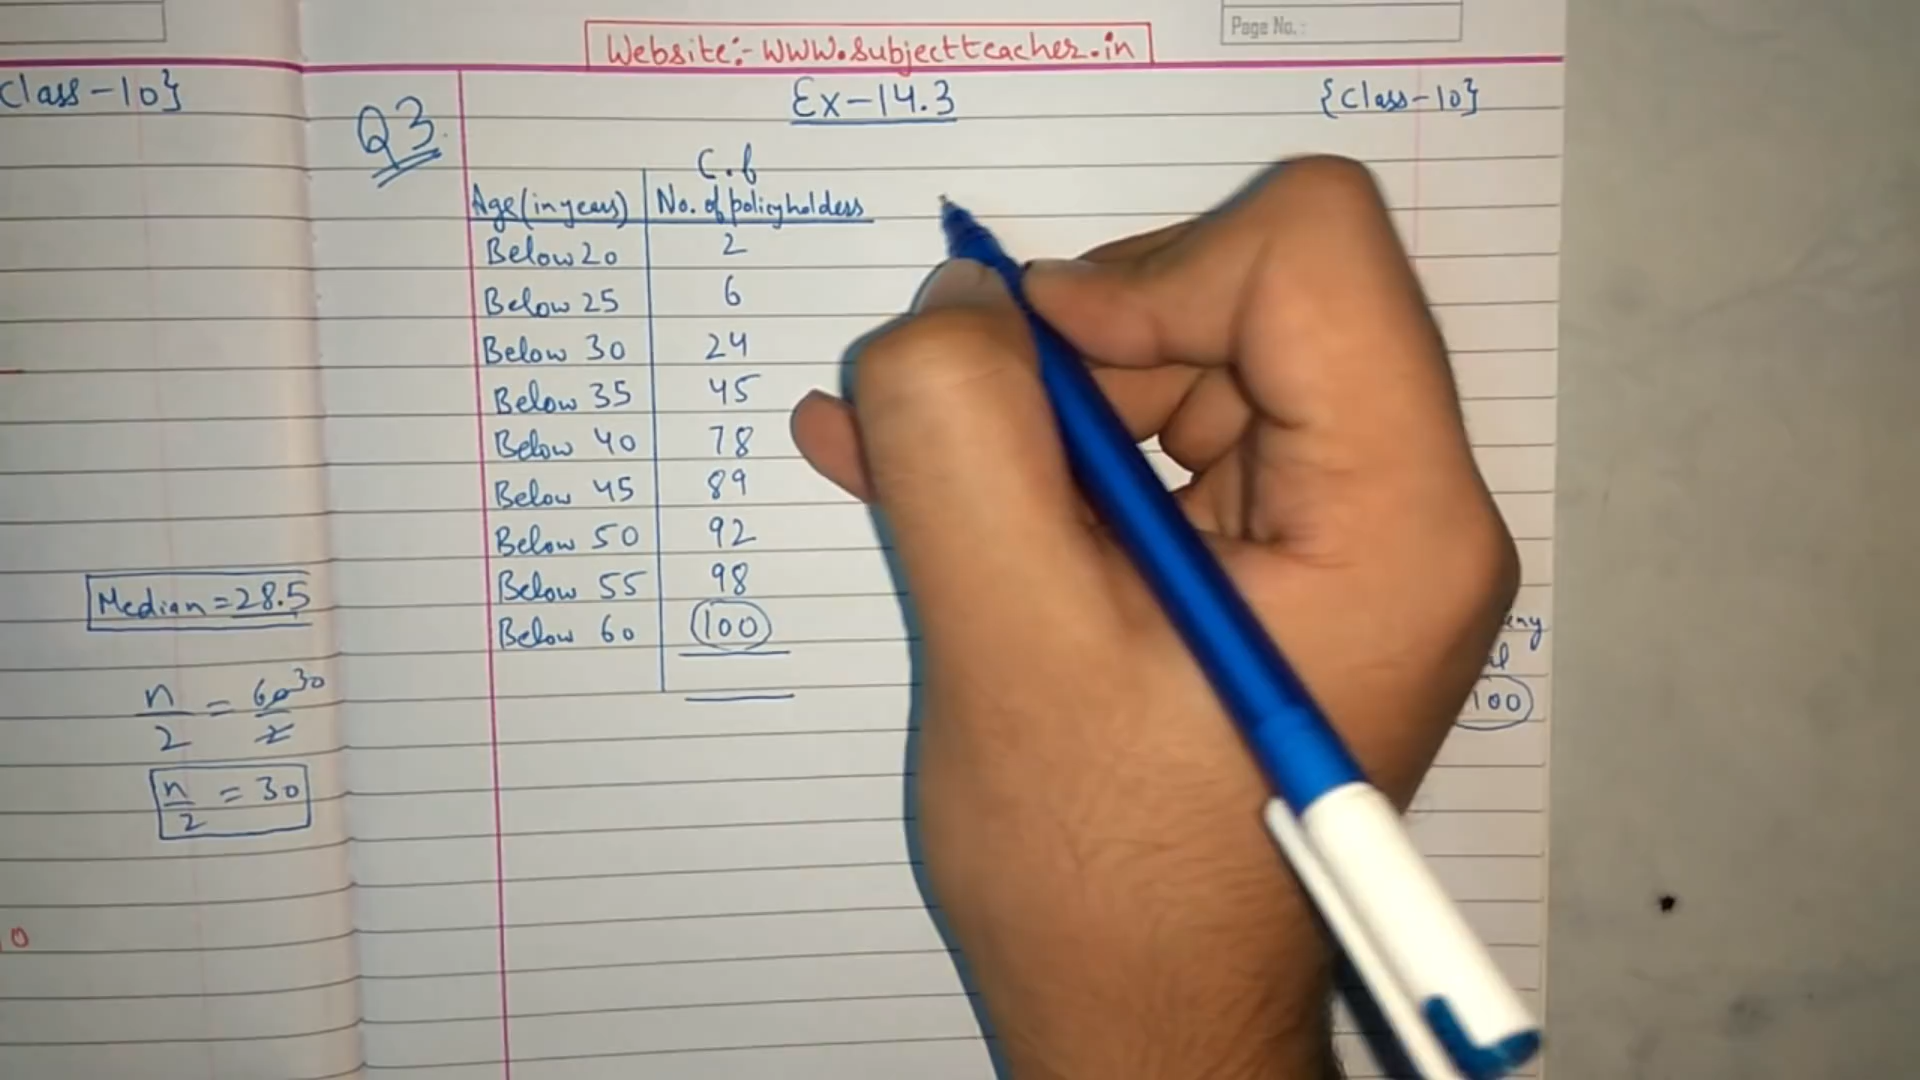 Page No. :
Website:- www.subjectteacher.in
Class-10}
Q3
Ex-14.3
{Class-10}
C.f
Age(in years) No. of policyholders
Below 20 2
Below 25 6
Below 30 24
Below 35 45
Below 40 78
Below 45 89
Below 50 92
Below 55 98
Below 60 100
Median = 28.5
n/2 = 60/2 30
n/2 = 30
100
0